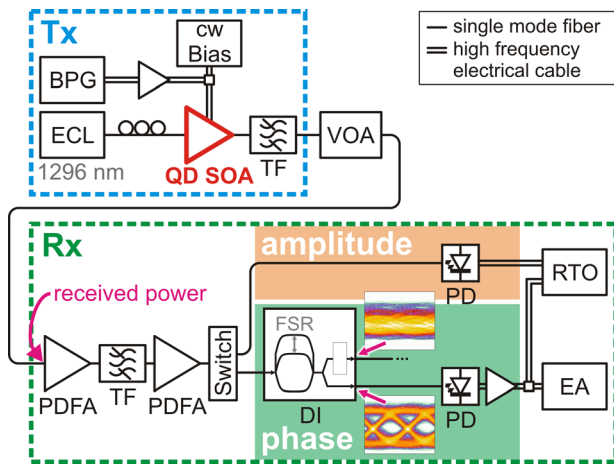 Tx
cw
Bias
BPG
ECL
1296 nm
QD SOA
TF
VOA
single mode fiber
high frequency
electrical cable
Rx
amplitude
received power
PD
RTO
PDFA
TF
PDFA
Switch
FSR
DI
...
PD
EA
phase